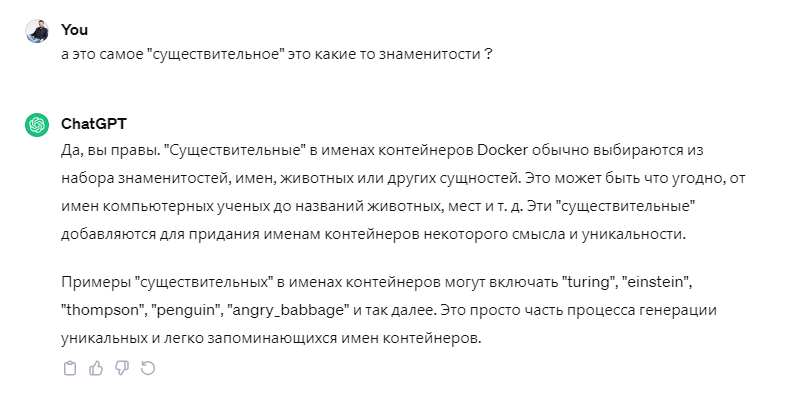 You
а это самое "существительное" это какие то знаменитости ?
ChatGPT
Да, вы правы. "Существительные" в именах контейнеров Docker обычно выбираются из
набора знаменитостей, имен, животных или других сущностей. Это может быть что угодно, от
имен компьютерных ученых до названий животных, мест и т. д. Эти "существительные"
добавляются для придания именам контейнеров некоторого смысла и уникальности.
Примеры "существительных" в именах контейнеров могут включать "turing", "einstein",
"thompson", "penguin", "angry_babbage" и так далее. Это просто часть процесса генерации
уникальных и легко запоминающихся имен контейнеров.